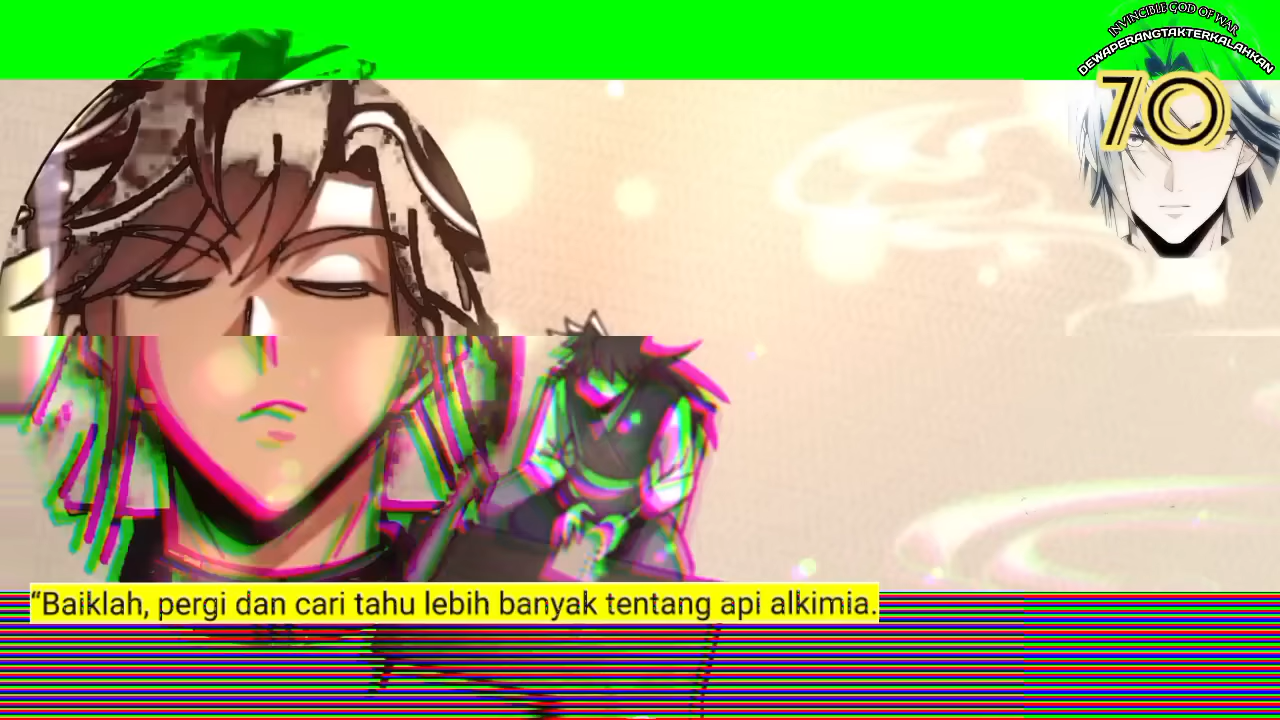 INVINCIBLE GOD OF WAR
DEWAPERANGTAKTERKALAHKAN
70
“Baiklah, pergi dan cari tahu lebih banyak tentang api alkimia.